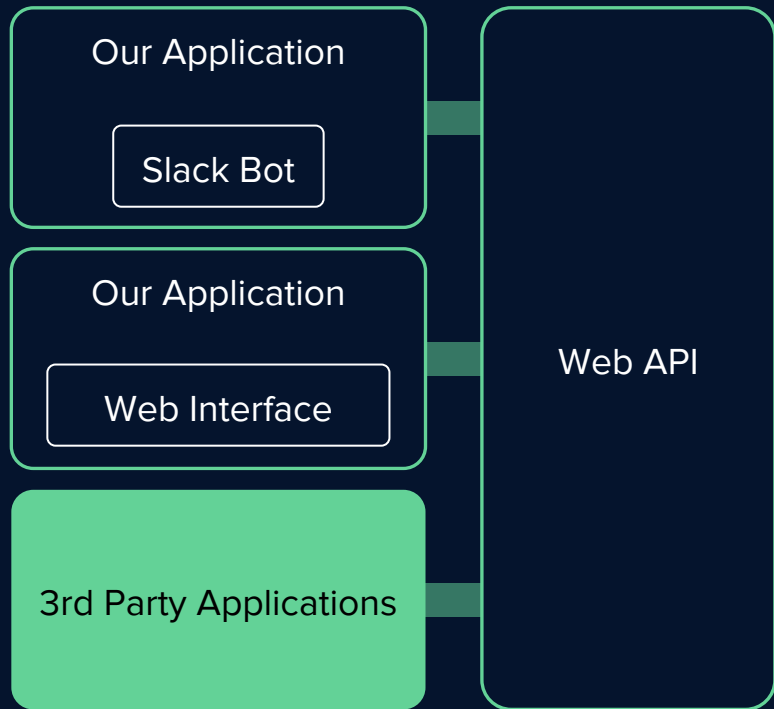 Our Application
Slack Bot
Our Application
Web Interface
3rd Party Applications
Web API